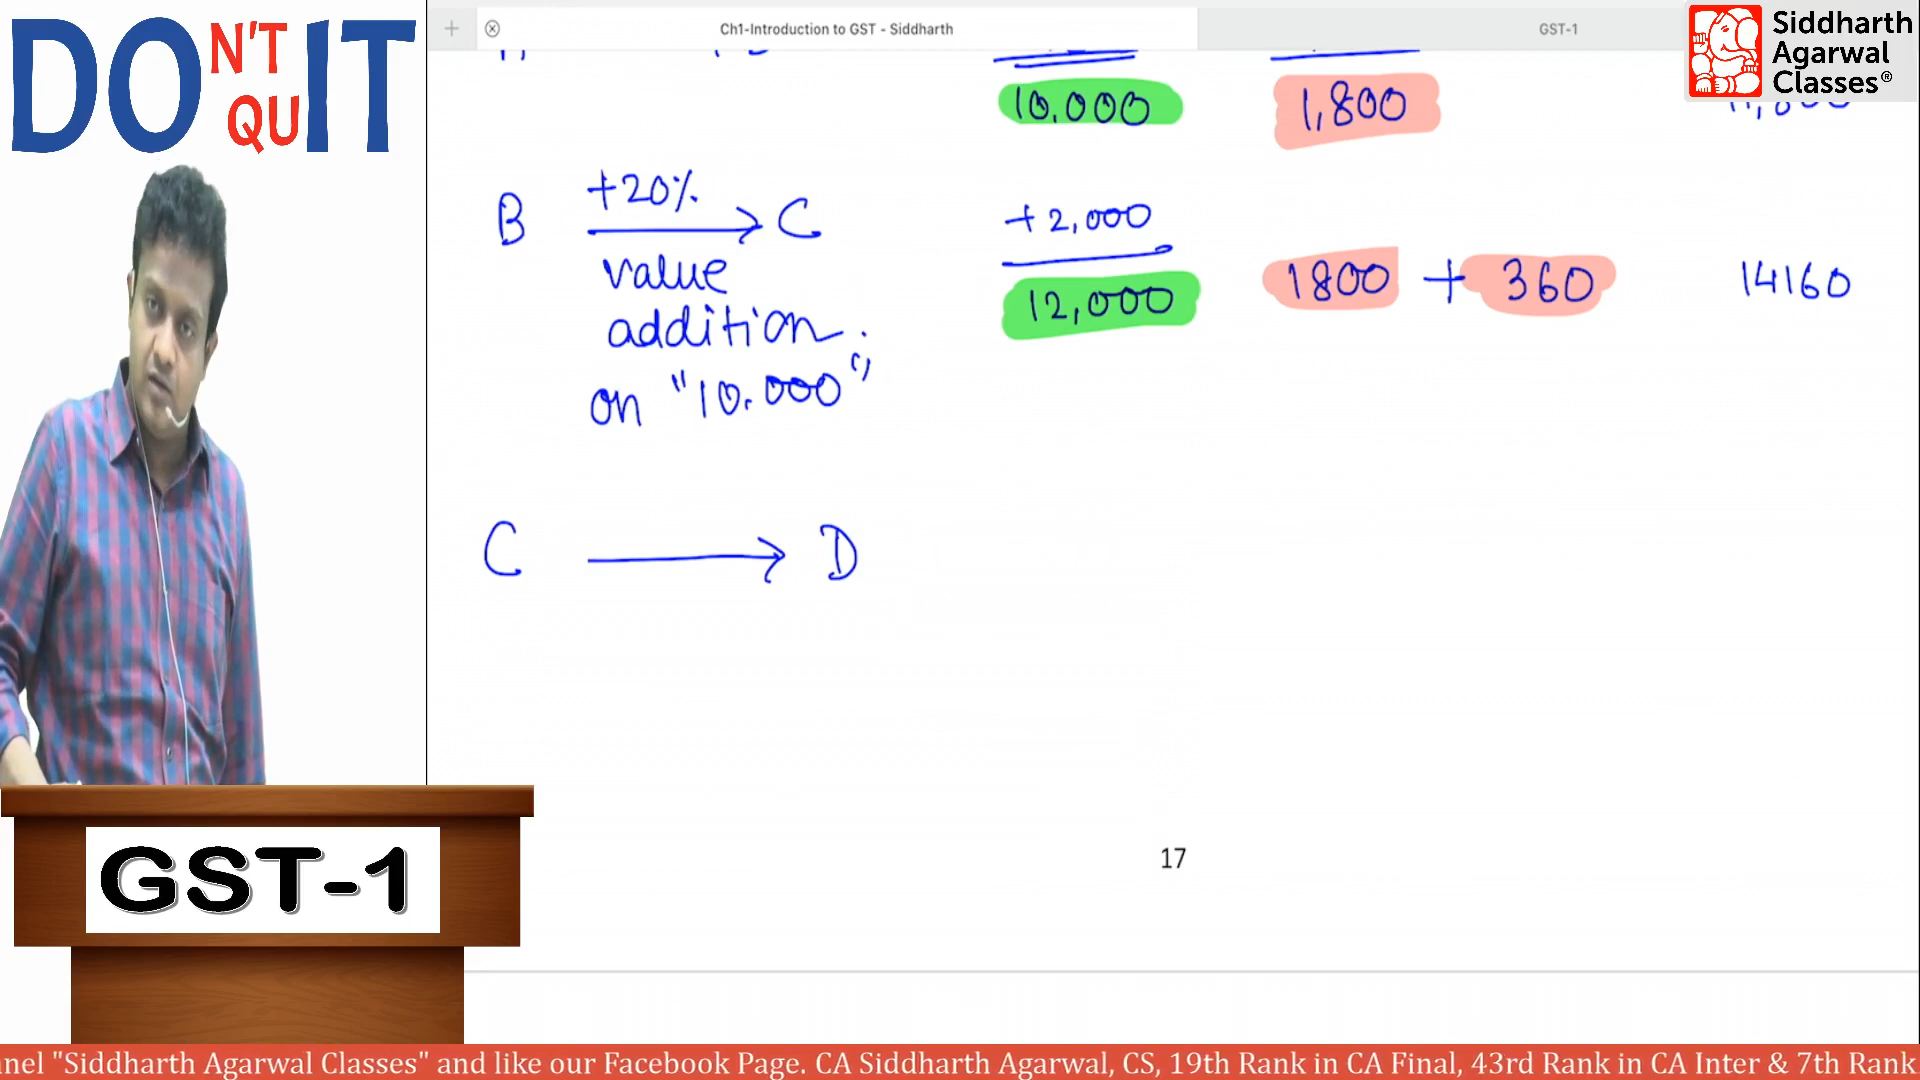 DON'T QUIT
Ch1-Introduction to GST - Siddharth
GST-1
Siddharth
Agarwal
Classes®
10.000 1,800
B +20% C
value
addition.
on "10.000"
+2,000
12,000 1800 + 360 14160
C D
17
GST-1
nnel "Siddharth Agarwal Classes" and like our Facebook Page. CA Siddharth Agarwal, CS, 19th Rank in CA Final, 43rd Rank in CA Inter & 7th Rank